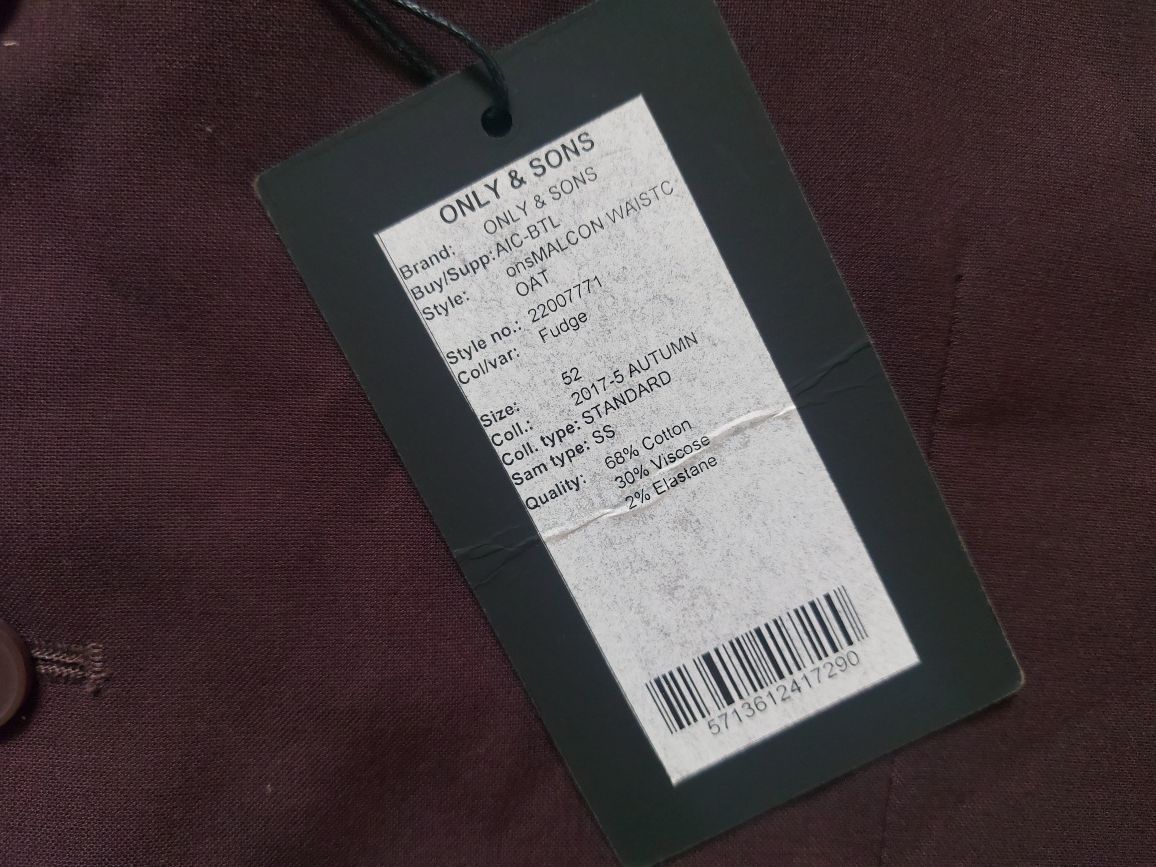 ONLY & SONS
Brand: ONLY & SONS
Buy/Supp: AIC-BTL
Style: onsMALCON WAISTC
OAT
Style no.: 22007771
Col/var: Fudge
Size: 52
Coll.: 2017-5 AUTUMN
Coll. type: STANDARD
Sam type: SS
Quality: 68% Cotton
30% Viscose
2% Elastane
5713612417290